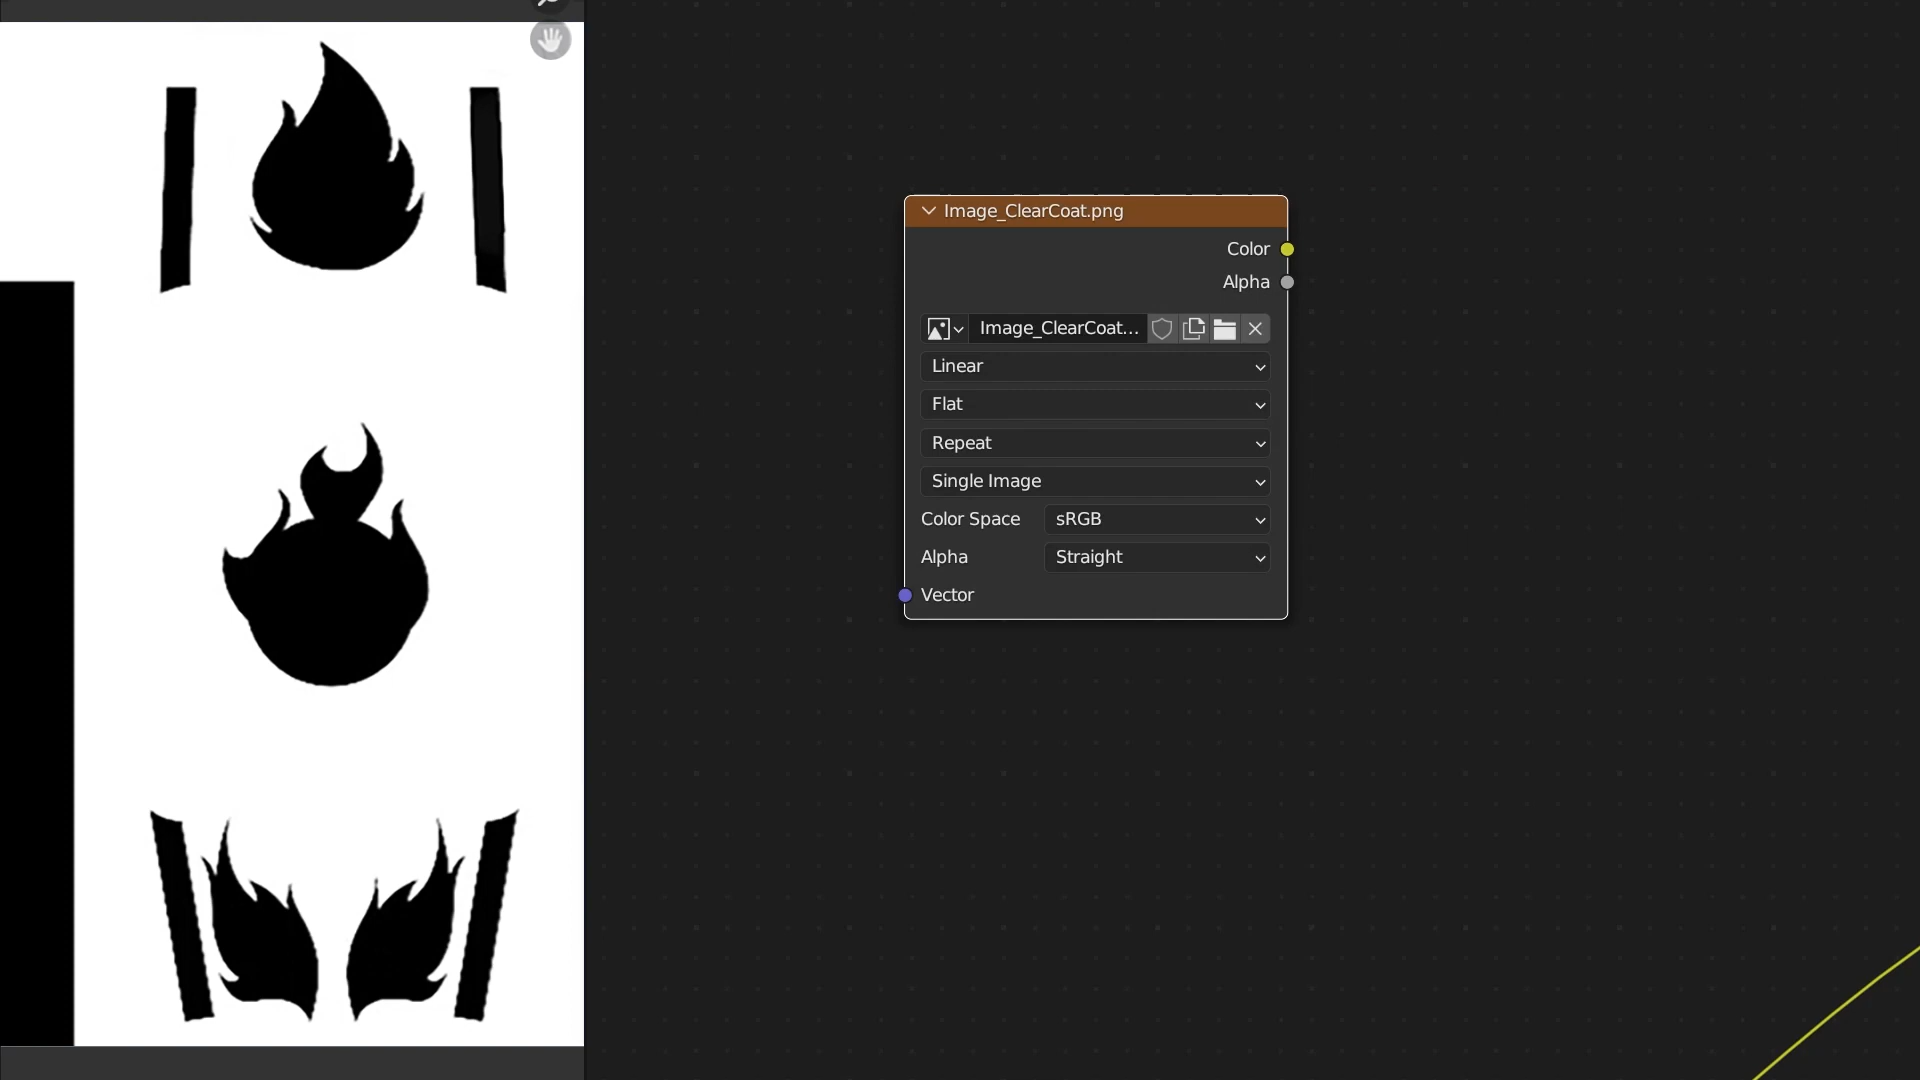 Image_ClearCoat.png
Color
Alpha
Image_ClearCoat...
Linear
Flat
Repeat
Single Image
Color Space sRGB
Alpha Straight
Vector